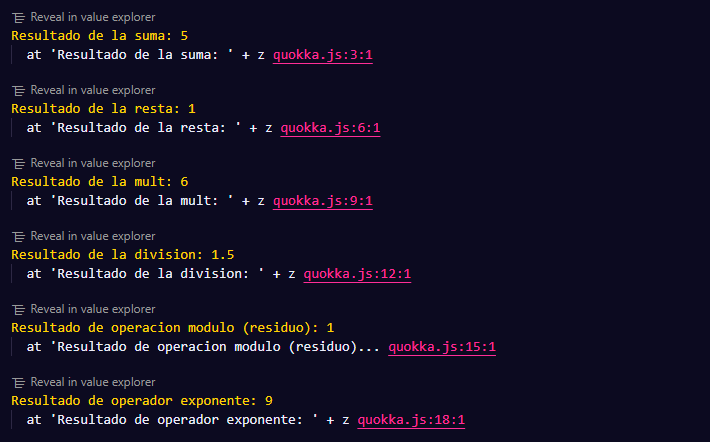 Reveal in value explorer
Resultado de la suma: 5
at 'Resultado de la suma: ' + z quokka.js:3:1
Reveal in value explorer
Resultado de la resta: 1
at 'Resultado de la resta: ' + z quokka.js:6:1
Reveal in value explorer
Resultado de la mult: 6
at 'Resultado de la mult: ' + z quokka.js:9:1
Reveal in value explorer
Resultado de la division: 1.5
at 'Resultado de la division: ' + z quokka.js:12:1
Reveal in value explorer
Resultado de operacion modulo (residuo): 1
at 'Resultado de operacion modulo (residuo)... quokka.js:15:1
Reveal in value explorer
Resultado de operador exponente: 9
at 'Resultado de operador exponente: ' + z quokka.js:18:1